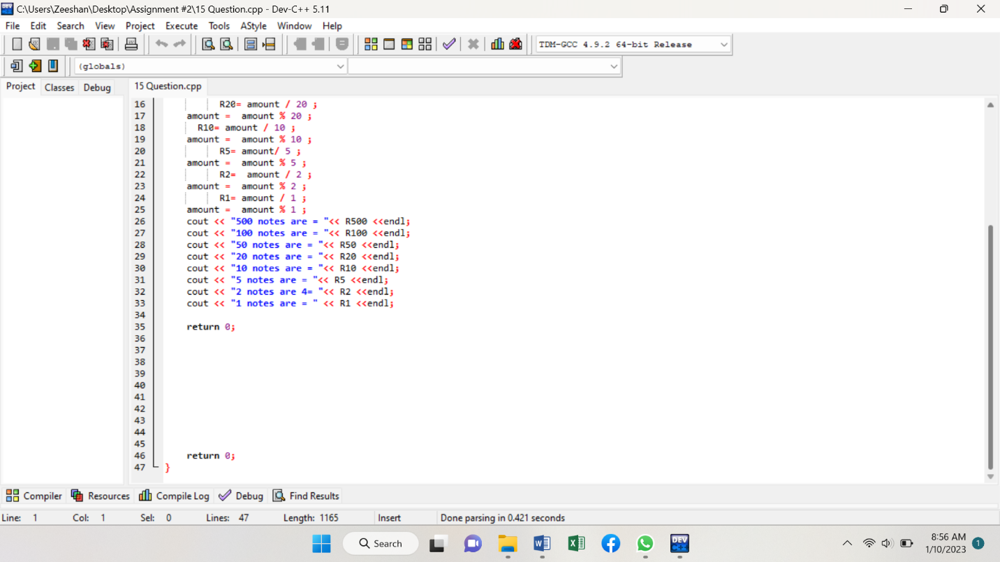 C:\Users\Zeeshan\Desktop\Assignment #2\15 Question.cpp - Dev-C++ 5.11
File Edit Search View Project Execute Tools AStyle Window Help
TDM-GCC 4.9.2 64-bit Release
(globals)
Project Classes Debug 15 Question.cpp
16 R20= amount / 20 ;
17 amount =  amount % 20 ;
18 R10= amount / 10 ;
19 amount =  amount % 10 ;
20 R5= amount/ 5 ;
21 amount =  amount % 5 ;
22 R2=  amount / 2 ;
23 amount =  amount % 2 ;
24 R1= amount / 1 ;
25 amount =  amount % 1 ;
26 cout << "500 notes are = "<< R500 <<endl;
27 cout << "100 notes are = "<< R100 <<endl;
28 cout << "50 notes are = "<< R50 <<endl;
29 cout << "20 notes are = "<< R20 <<endl;
30 cout << "10 notes are = "<< R10 <<endl;
31 cout << "5 notes are = "<< R5 <<endl;
32 cout << "2 notes are 4= "<< R2 <<endl;
33 cout << "1 notes are = " << R1 <<endl;
34
35 return 0;
36
37
38
39
40
41
42
43
44
45
46 return 0;
47 }
Compiler Resources Compile Log Debug Find Results
Line: 1 Col: 1 Sel: 0 Lines: 47 Length: 1165 Insert Done parsing in 0.421 seconds
Search
DEV
8:56 AM
1/10/2023
1